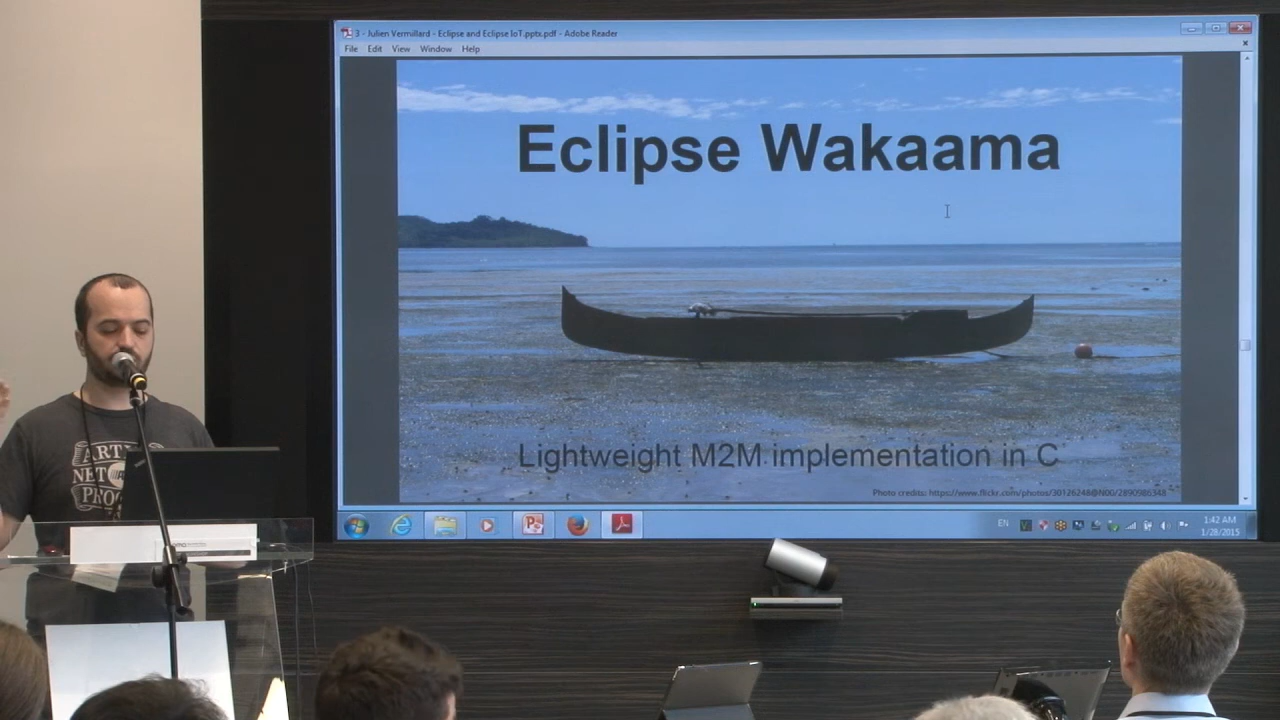 3 - Julien Vermillard - Eclipse and Eclipse IoT.pptx.pdf - Adobe Reader
File Edit View Window Help
Eclipse Wakaama
Lightweight M2M implementation in C
Photo credits: https://www.flickr.com/photos/30126248@N00/2890986348
EN
1:42 AM
1/28/2015
NET